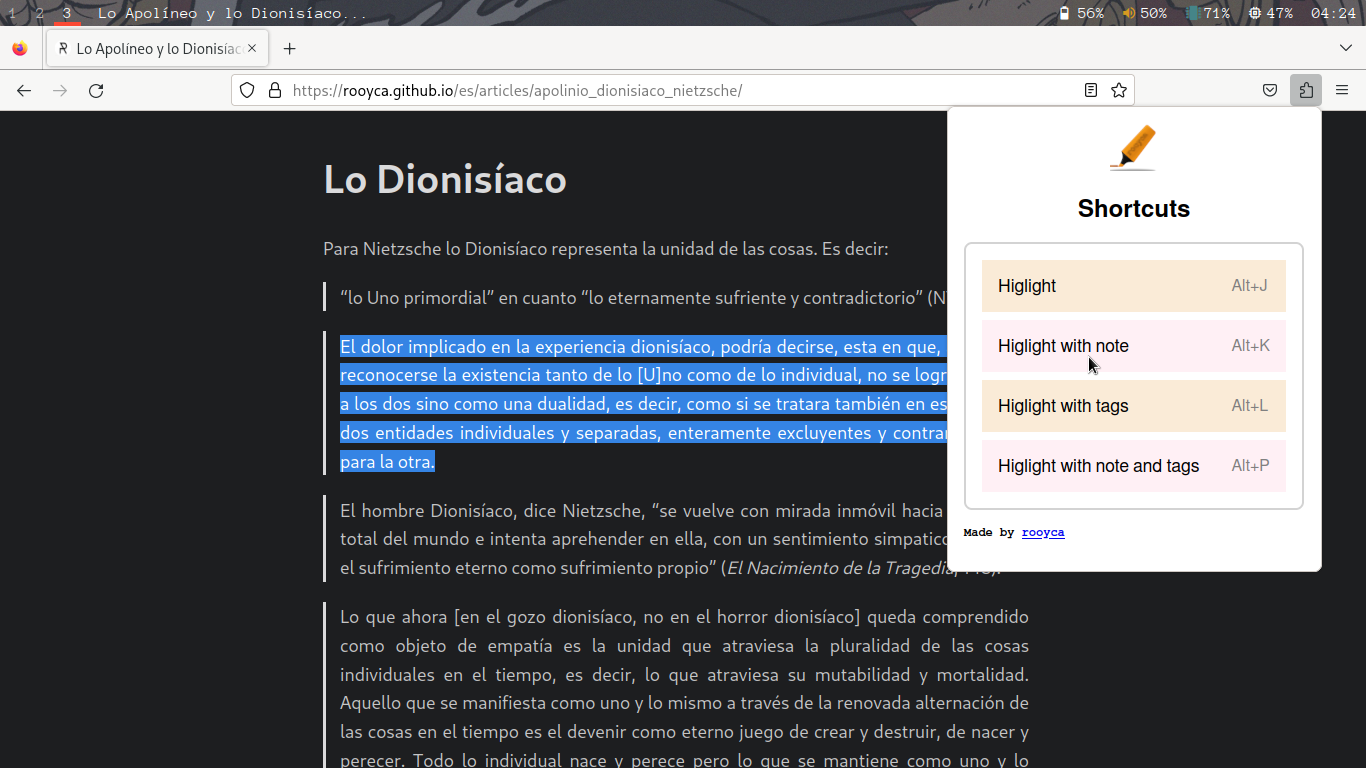 1 2 3 Lo Apolíneo y lo Dionisíaco... 56% 50% 71% 47% 04:24
Lo Apolíneo y lo Dionisíac
https://rooyca.github.io/es/articles/apolinio_dionisiaco_nietzsche/
Lo Dionisíaco
Para Nietzsche lo Dionisíaco representa la unidad de las cosas. Es decir:
“lo Uno primordial” en cuanto “lo eternamente sufriente y contradictorio” (N
El dolor implicado en la experiencia dionisíaco, podría decirse, esta en que,
reconocerse la existencia tanto de lo [U]no como de lo individual, no se logr
a los dos sino como una dualidad, es decir, como si se tratara también en es
dos entidades individuales y separadas, enteramente excluyentes y contrar
para la otra.
El hombre Dionisíaco, dice Nietzsche, “se vuelve con mirada inmóvil hacia
total del mundo e intenta aprehender en ella, con un sentimiento simpatico
el sufrimiento eterno como sufrimiento propio” (El Nacimiento de la Tragedia,
Lo que ahora [en el gozo dionisíaco, no en el horror dionisíaco] queda comprendido
como objeto de empatía es la unidad que atraviesa la pluralidad de las cosas
individuales en el tiempo, es decir, lo que atraviesa su mutabilidad y mortalidad.
Aquello que se manifiesta como uno y lo mismo a través de la renovada alternación de
las cosas en el tiempo es el devenir como eterno juego de crear y destruir, de nacer y
perecer. Todo lo individual nace y perece pero lo que se mantiene como uno y lo
Shortcuts
Higlight Alt+J
Higlight with note Alt+K
Higlight with tags Alt+L
Higlight with note and tags Alt+P
Made by rooyca